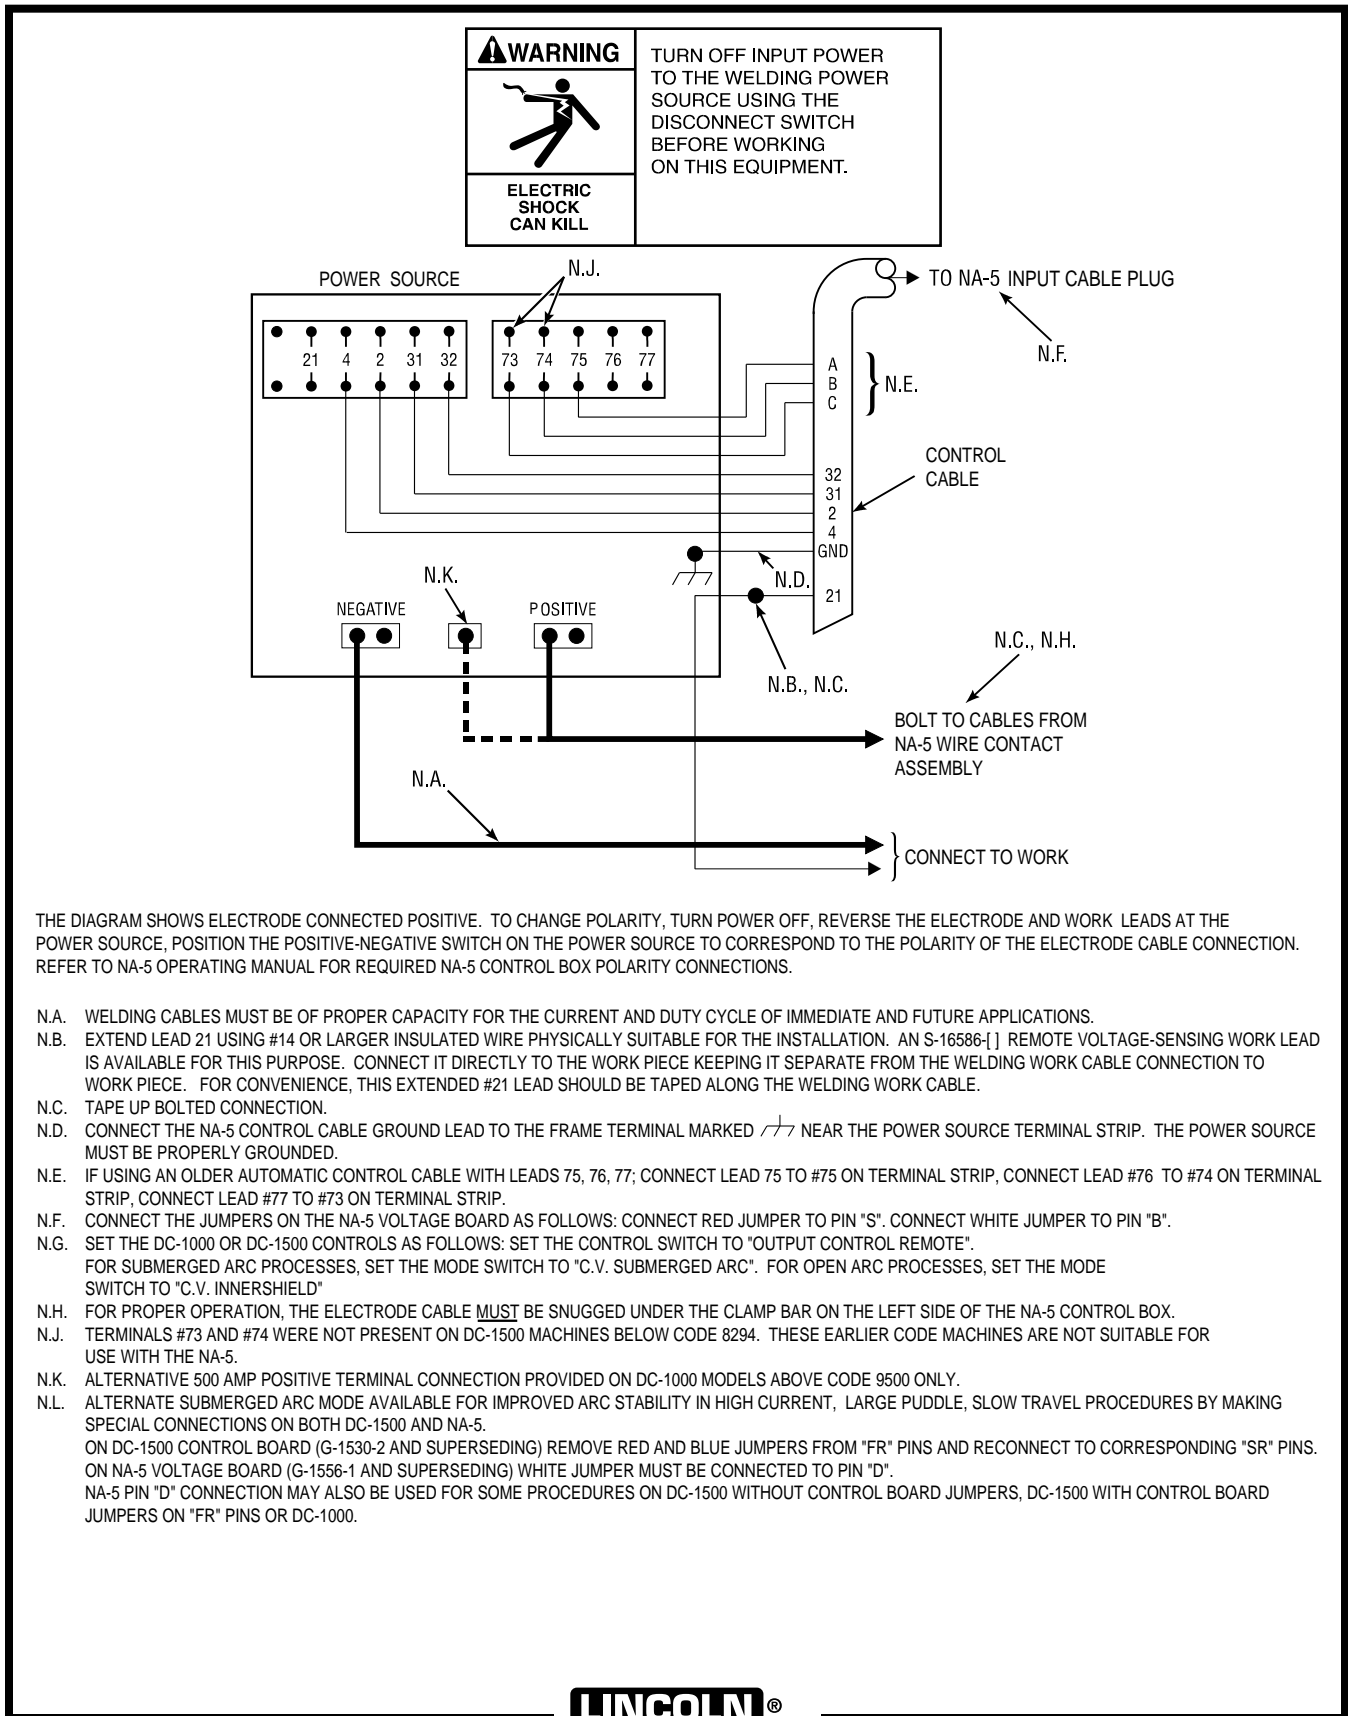 WARNING
ELECTRIC
SHOCK
CAN KILL
TURN OFF INPUT POWER
TO THE WELDING POWER
SOURCE USING THE
DISCONNECT SWITCH
BEFORE WORKING
ON THIS EQUIPMENT.
POWER SOURCE
N.J.
TO NA-5 INPUT CABLE PLUG
N.F.
21 4 2 31 32
73 74 75 76 77
A
B
C
N.E.
CONTROL
CABLE
32
31
2
4
GND
N.D.
21
N.K.
NEGATIVE
POSITIVE
N.B., N.C.
N.C., N.H.
BOLT TO CABLES FROM
NA-5 WIRE CONTACT
ASSEMBLY
N.A.
CONNECT TO WORK
THE DIAGRAM SHOWS ELECTRODE CONNECTED POSITIVE. TO CHANGE POLARITY, TURN POWER OFF, REVERSE THE ELECTRODE AND WORK LEADS AT THE
POWER SOURCE, POSITION THE POSITIVE-NEGATIVE SWITCH ON THE POWER SOURCE TO CORRESPOND TO THE POLARITY OF THE ELECTRODE CABLE CONNECTION.
REFER TO NA-5 OPERATING MANUAL FOR REQUIRED NA-5 CONTROL BOX POLARITY CONNECTIONS.
N.A. WELDING CABLES MUST BE OF PROPER CAPACITY FOR THE CURRENT AND DUTY CYCLE OF IMMEDIATE AND FUTURE APPLICATIONS.
N.B. EXTEND LEAD 21 USING #14 OR LARGER INSULATED WIRE PHYSICALLY SUITABLE FOR THE INSTALLATION. AN S-16586-[ ] REMOTE VOLTAGE-SENSING WORK LEAD
IS AVAILABLE FOR THIS PURPOSE. CONNECT IT DIRECTLY TO THE WORK PIECE KEEPING IT SEPARATE FROM THE WELDING WORK CABLE CONNECTION TO
WORK PIECE. FOR CONVENIENCE, THIS EXTENDED #21 LEAD SHOULD BE TAPED ALONG THE WELDING WORK CABLE.
N.C. TAPE UP BOLTED CONNECTION.
N.D. CONNECT THE NA-5 CONTROL CABLE GROUND LEAD TO THE FRAME TERMINAL MARKED NEAR THE POWER SOURCE TERMINAL STRIP. THE POWER SOURCE
MUST BE PROPERLY GROUNDED.
N.E. IF USING AN OLDER AUTOMATIC CONTROL CABLE WITH LEADS 75, 76, 77; CONNECT LEAD 75 TO #75 ON TERMINAL STRIP, CONNECT LEAD #76 TO #74 ON TERMINAL
STRIP, CONNECT LEAD #77 TO #73 ON TERMINAL STRIP.
N.F. CONNECT THE JUMPERS ON THE NA-5 VOLTAGE BOARD AS FOLLOWS: CONNECT RED JUMPER TO PIN "S". CONNECT WHITE JUMPER TO PIN "B".
N.G. SET THE DC-1000 OR DC-1500 CONTROLS AS FOLLOWS: SET THE CONTROL SWITCH TO "OUTPUT CONTROL REMOTE".
FOR SUBMERGED ARC PROCESSES, SET THE MODE SWITCH TO "C.V. SUBMERGED ARC". FOR OPEN ARC PROCESSES, SET THE MODE
SWITCH TO "C.V. INNERSHIELD"
N.H. FOR PROPER OPERATION, THE ELECTRODE CABLE MUST BE SNUGGED UNDER THE CLAMP BAR ON THE LEFT SIDE OF THE NA-5 CONTROL BOX.
N.J. TERMINALS #73 AND #74 WERE NOT PRESENT ON DC-1500 MACHINES BELOW CODE 8294. THESE EARLIER CODE MACHINES ARE NOT SUITABLE FOR
USE WITH THE NA-5.
N.K. ALTERNATIVE 500 AMP POSITIVE TERMINAL CONNECTION PROVIDED ON DC-1000 MODELS ABOVE CODE 9500 ONLY.
N.L. ALTERNATE SUBMERGED ARC MODE AVAILABLE FOR IMPROVED ARC STABILITY IN HIGH CURRENT, LARGE PUDDLE, SLOW TRAVEL PROCEDURES BY MAKING
SPECIAL CONNECTIONS ON BOTH DC-1500 AND NA-5.
ON DC-1500 CONTROL BOARD (G-1530-2 AND SUPERSEDING) REMOVE RED AND BLUE JUMPERS FROM "FR" PINS AND RECONNECT TO CORRESPONDING "SR" PINS.
ON NA-5 VOLTAGE BOARD (G-1556-1 AND SUPERSEDING) WHITE JUMPER MUST BE CONNECTED TO PIN "D".
NA-5 PIN "D" CONNECTION MAY ALSO BE USED FOR SOME PROCEDURES ON DC-1500 WITHOUT CONTROL BOARD JUMPERS, DC-1500 WITH CONTROL BOARD
JUMPERS ON "FR" PINS OR DC-1000.
LINCOLN ®